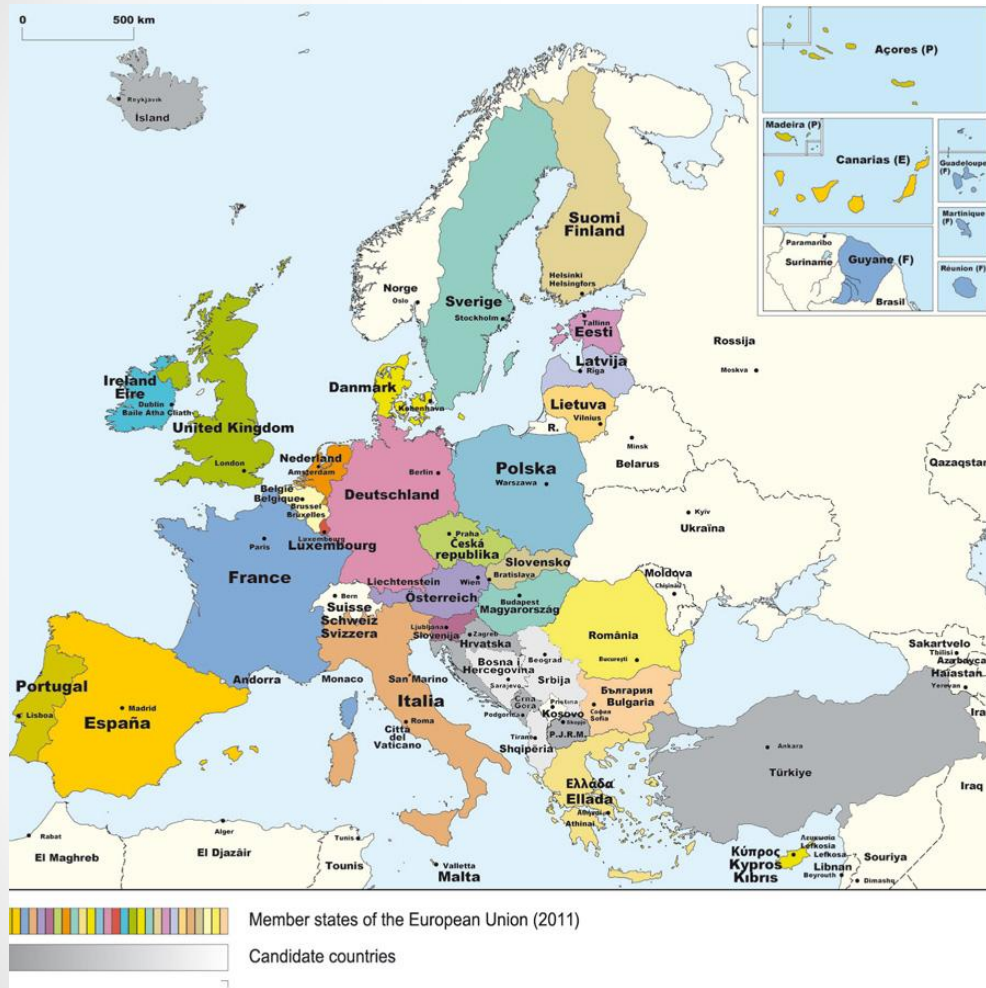 0 500 km
Açores (P)
Madeira (P)
Canarias (E)
Guadeloupe
(F)
Martinique
(F)
Réunion (F)
Paramaribo
Suriname
Guyane (F)
Brasil
Reykjavik
Ísland
Suomi
Finland
Helsinki
Helsingfors
Norge
Oslo
Sverige
Stockholm
Tallinn
Eesti
Latvija
Riga
Lietuva
Vilnius
R.
Rossija
Moskva
Minsk
Belarus
Qazaqstan
Danmark
København
Ireland
Éire
Dublin
Baile Atha Cliath
United Kingdom
London
Nederland
Amsterdam
België
Belgique
Brussel
Bruxelles
Luxembourg
Luxembourg
Berlin
Deutschland
Polska
Warszawa
Kyiv
Ukraïna
Praha
Česká
republika
Slovensko
Bratislava
Paris
France
Liechtenstein
Wien
Österreich
Budapest
Magyarország
Moldova
Chişinău
Bern
Suisse
Schweiz
Svizzera
Ljubljana
Slovenija
Zagreb
Hrvatska
România
Bucureşti
Bosna i
Hercegovina
Sarajevo
Beograd
Srbija
Sakartvelo
Tbilisi
Haïastan
Yerevan
Portugal
Lisboa
España
Madrid
Andorra
Monaco
San Marino
Italia
Roma
Città
del
Vaticano
Crna
Gora
Podgorica
Priština
Kosovo
Skopje
P.J.R.M.
България
Bulgaria
София
Sofia
Tirana
Shqipëria
Ελλάδα
Ellada
Αθήνα
Athinai
Ankara
Türkiye
Iraq
Rabat
El Maghreb
Alger
El Djazâir
Tunis
Tounis
Valletta
Malta
Κύπρος
Kypros
Kıbrıs
Λευκωσία
Lefkosia
Lefkosa
Libnan
Beyrouth
Souriya
Dimashq
Member states of the European Union (2011)
Candidate countries